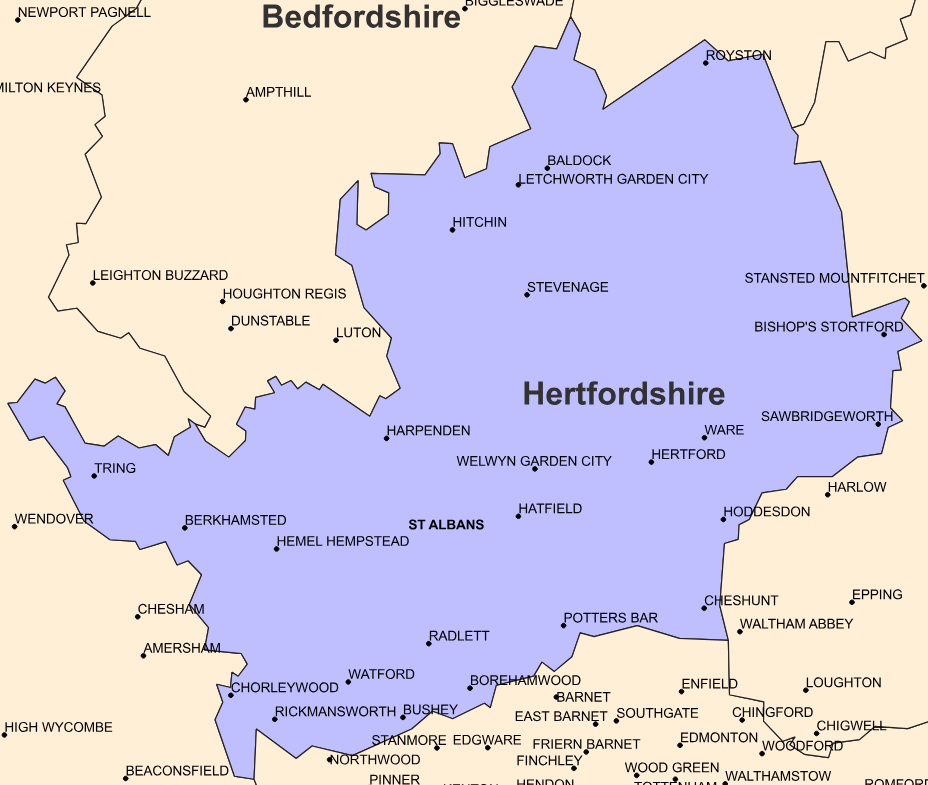 BIGGLESWADE
NEWPORT PAGNELL
Bedfordshire
ROYSTON
MILTON KEYNES
AMPTHILL
BALDOCK
LETCHWORTH GARDEN CITY
HITCHIN
LEIGHTON BUZZARD
STANSTED MOUNTFITCHET
STEVENAGE
HOUGHTON REGIS
DUNSTABLE
BISHOP'S STORTFORD
LUTON
Hertfordshire
SAWBRIDGEWORTH
HARPENDEN
WARE
HERTFORD
WELWYN GARDEN CITY
TRING
HARLOW
HATFIELD
HODDESDON
WENDOVER
BERKHAMSTED
ST ALBANS
HEMEL HEMPSTEAD
EPPING
CHESHUNT
CHESHAM
POTTERS BAR
WALTHAM ABBEY
RADLETT
AMERSHAM
WATFORD
BOREHAMWOOD
ENFIELD
LOUGHTON
CHORLEYWOOD
BARNET
RICKMANSWORTH
BUSHEY
EAST BARNET
SOUTHGATE
CHINGFORD
HIGH WYCOMBE
CHIGWELL
STANMORE
EDGWARE
FRIERN BARNET
EDMONTON
WOODFORD
NORTHWOOD
FINCHLEY
BEACONSFIELD
WOOD GREEN
PINNER
HENDON
TOTTENHAM
WALTHAMSTOW